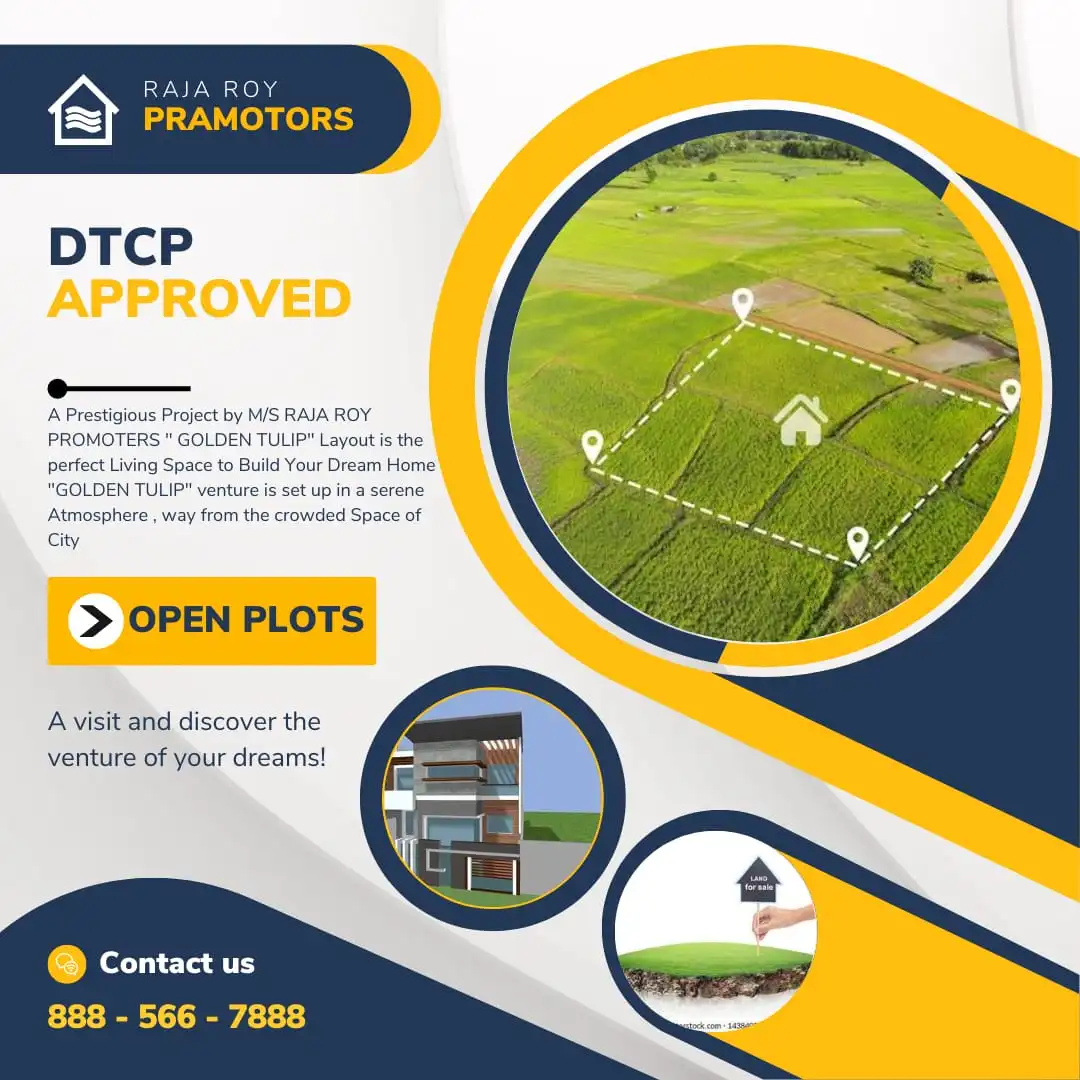 RAJA ROY
PRAMOTORS
DTCP
APPROVED
A Prestigious Project by M/S RAJA ROY
PROMOTERS " GOLDEN TULIP" Layout is the
perfect Living Space to Build Your Dream Home
"GOLDEN TULIP" venture is set up in a serene
Atmosphere , way from the crowded Space of
City
OPEN PLOTS
A visit and discover the
venture of your dreams!
LAND
for sale
Contact us
888 - 566 - 7888